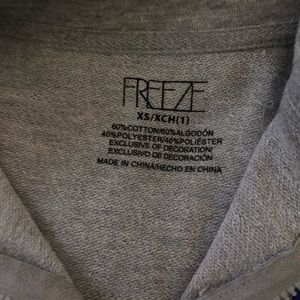 FREEZE
XS/XCH(1)
60%COTTON/60%ALGODÓN
40%POLYESTER/40%POLIÉSTER
EXCLUSIVE OF DECORATION/
EXCLUSIVO DE DECORACIÓN
MADE IN CHINA/HECHO EN CHINA